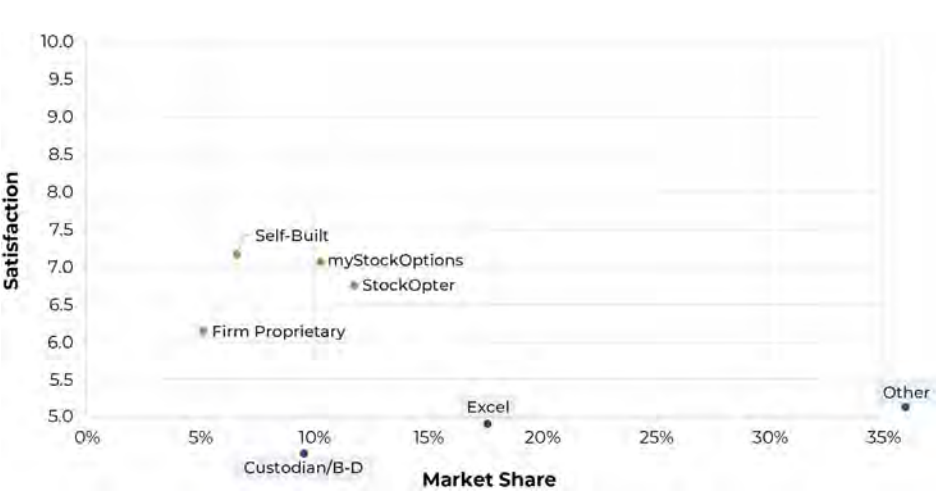 10.0
9.5
9.0
8.5
8.0
7.5
7.0
6.5
6.0
5.5
5.0
Satisfaction
Self-Built
myStockOptions
StockOpter
Firm Proprietary
Other
Excel
0% 5% 10% 15% 20% 25% 30% 35%
Custodian/B-D
Market Share